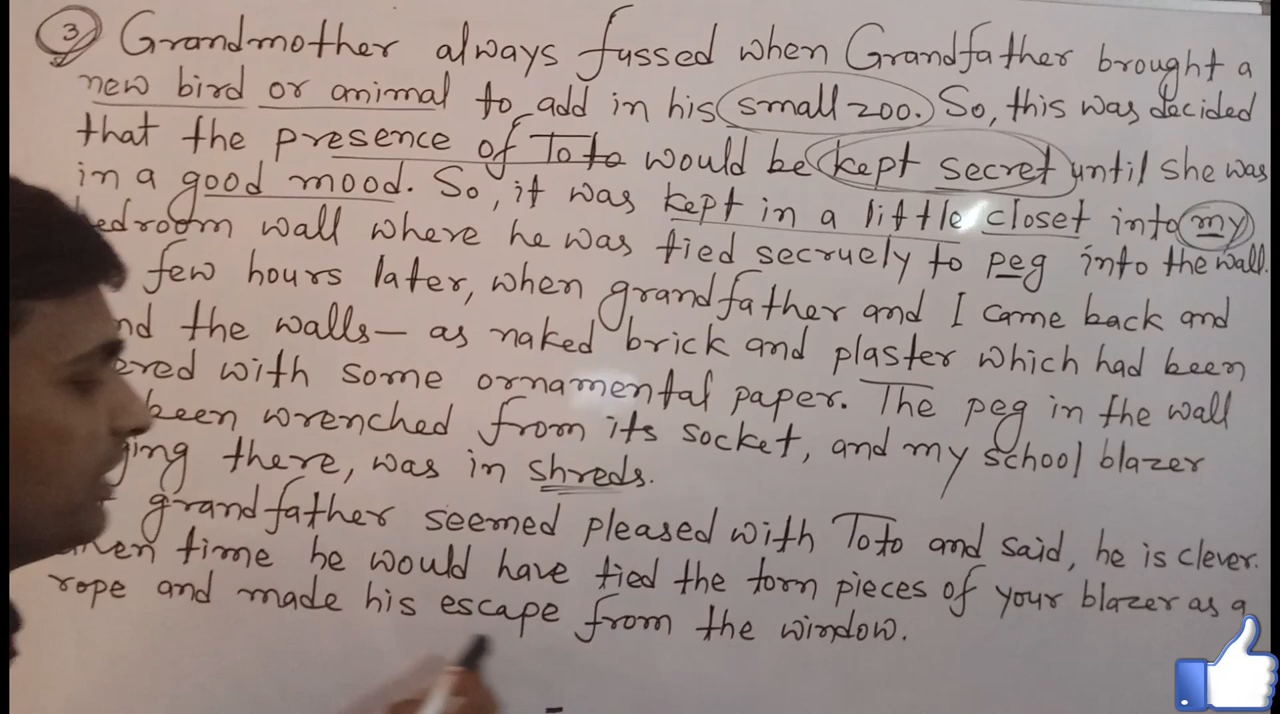 3 Grandmother always fussed when Grandfather brought a
new bird or animal to add in his small zoo. So, this was decided
that the presence of Toto would be kept secret until she was
in a good mood. So, it was kept in a little closet into my
bedroom wall where he was tied secruely to peg into the wall.
few hours later, when grandfather and I came back and
the walls— as naked brick and plaster which had been
with some ornamental paper. The peg in the wall
been wrenched from its socket, and my school blazer
there, was in shreds.
grandfather seemed pleased with Toto and said, he is clever.
time he would have tied the torn pieces of your blazer as a
rope and made his escape from the window.